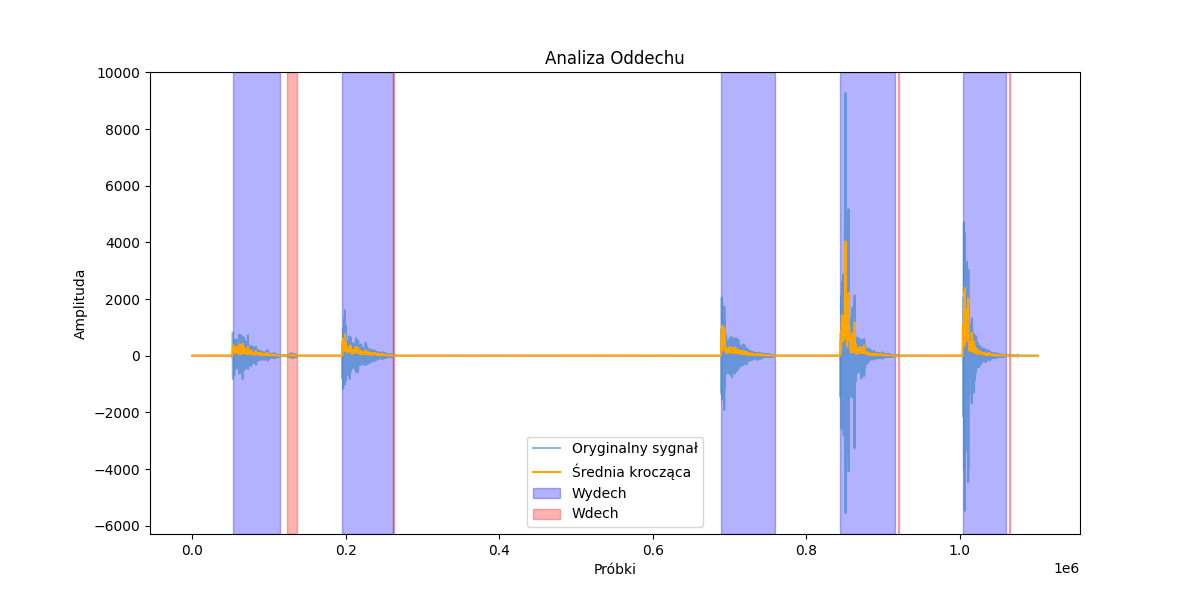 Analiza Oddechu
10000
8000
6000
4000
2000
0
−2000
−4000
−6000
Amplituda
Oryginalny sygnał
Średnia krocząca
Wydech
Wdech
0.0 0.2 0.4 0.6 0.8 1.0
1e6
Próbki